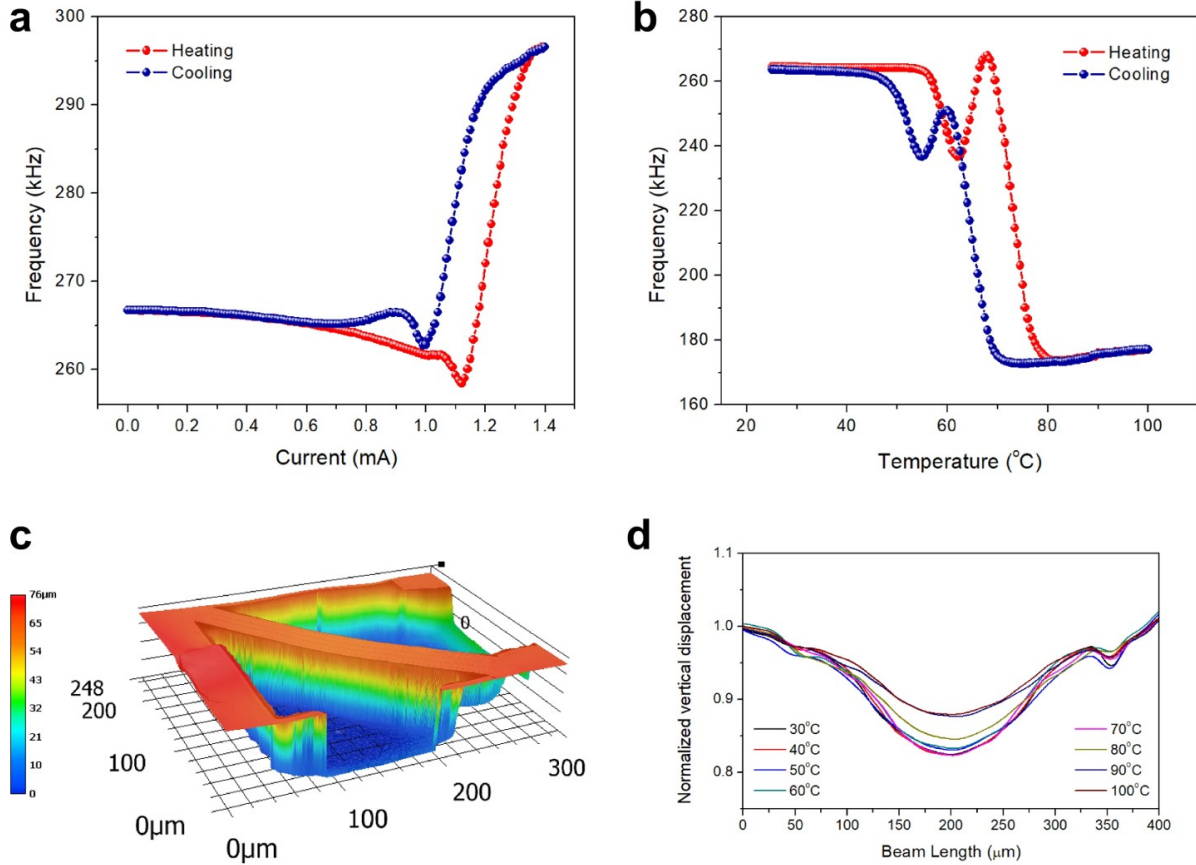 a
300
290
280
270
260
Frequency (kHz)
Heating
Cooling
0.0 0.2 0.4 0.6 0.8 1.0 1.2 1.4
Current (mA)
b
280
260
240
220
200
180
160
Frequency (kHz)
Heating
Cooling
20 40 60 80 100
Temperature (°C)
c
76µm
65
54
43
32
21
10
0
248
200
100
0µm
0µm
100
200
300
0
d
1.1
1.0
0.9
0.8
Normalized vertical displacement
30°C 70°C
40°C 80°C
50°C 90°C
60°C 100°C
0 50 100 150 200 250 300 350 400
Beam Length (µm)